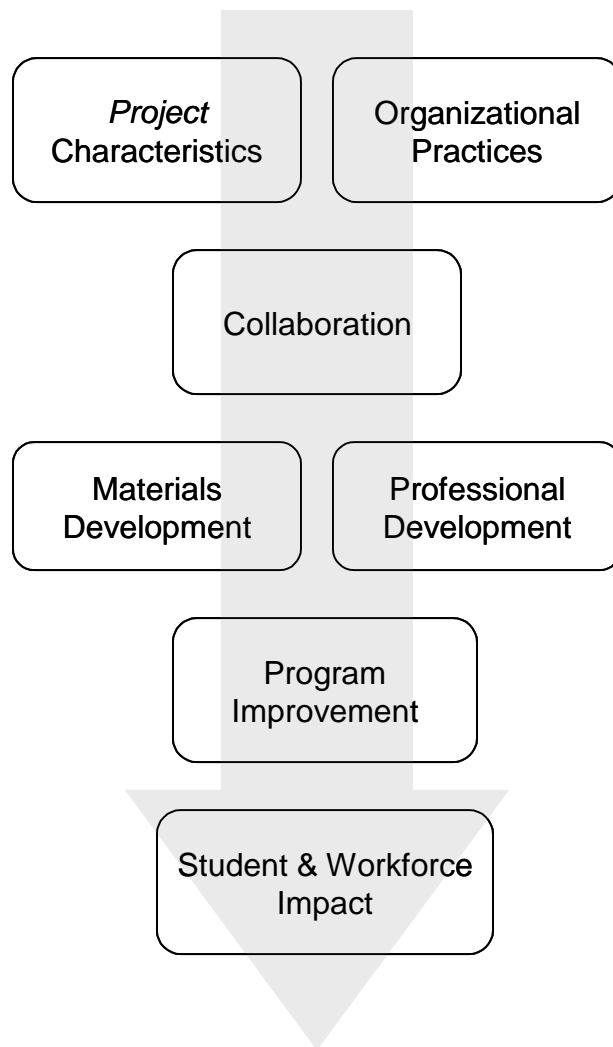 Project
Characteristics
Organizational
Practices
Collaboration
Materials
Development
Professional
Development
Program
Improvement
Student & Workforce
Impact